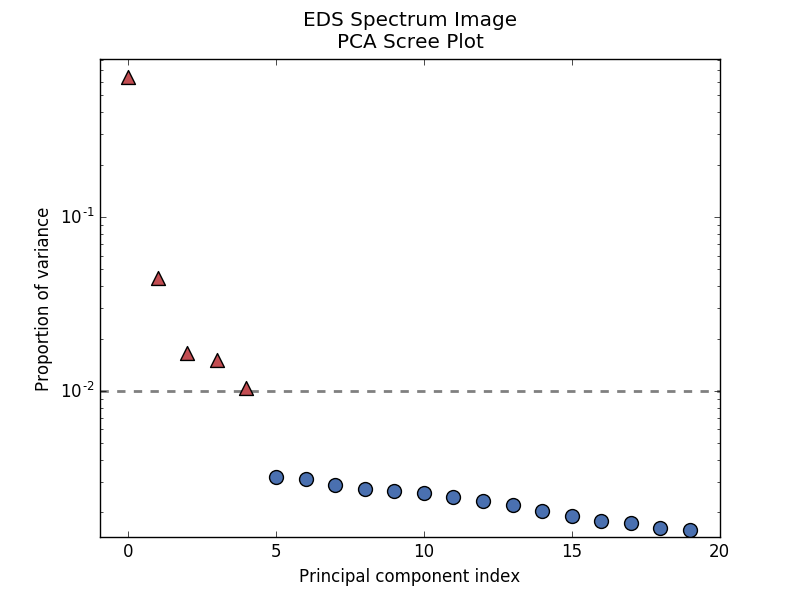 EDS Spectrum Image
PCA Scree Plot
Proportion of variance
10^-1
10^-2
0 5 10 15 20
Principal component index